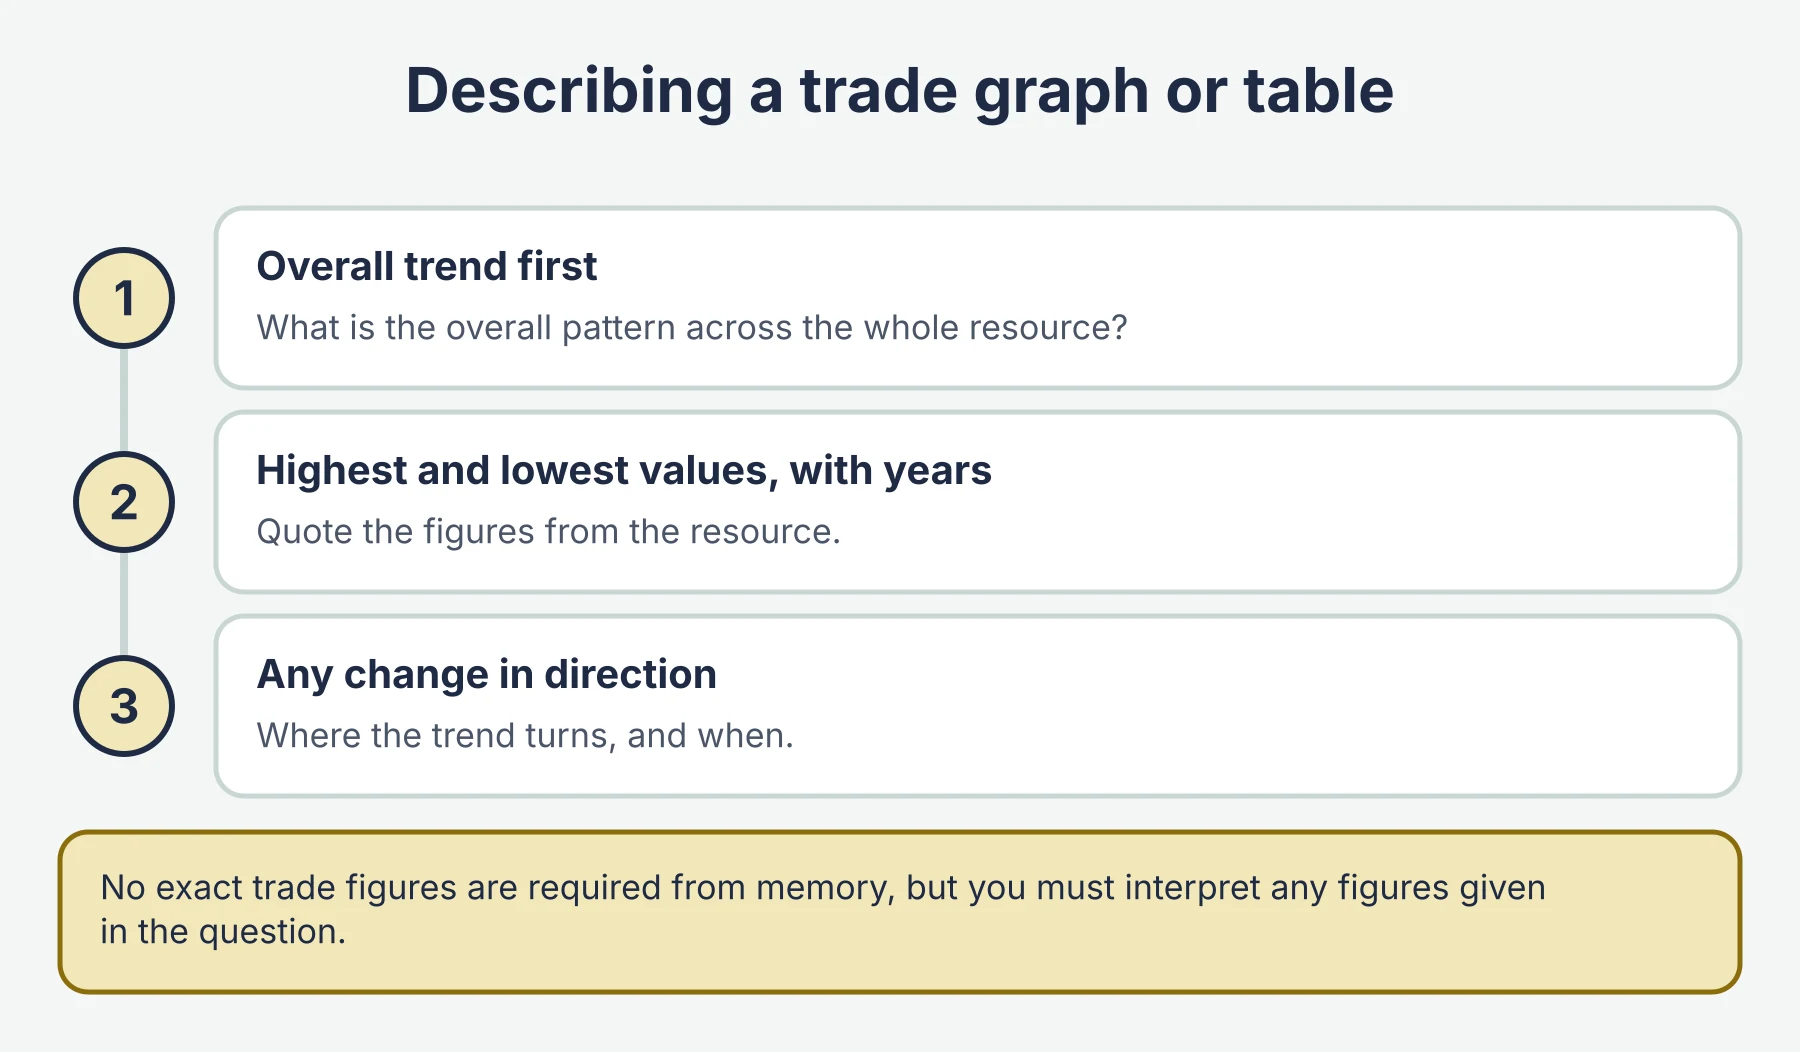 Describing a trade graph or table
1
Overall trend first
What is the overall pattern across the whole resource?
2
Highest and lowest values, with years
Quote the figures from the resource.
3
Any change in direction
Where the trend turns, and when.
No exact trade figures are required from memory, but you must interpret any figures given
in the question.